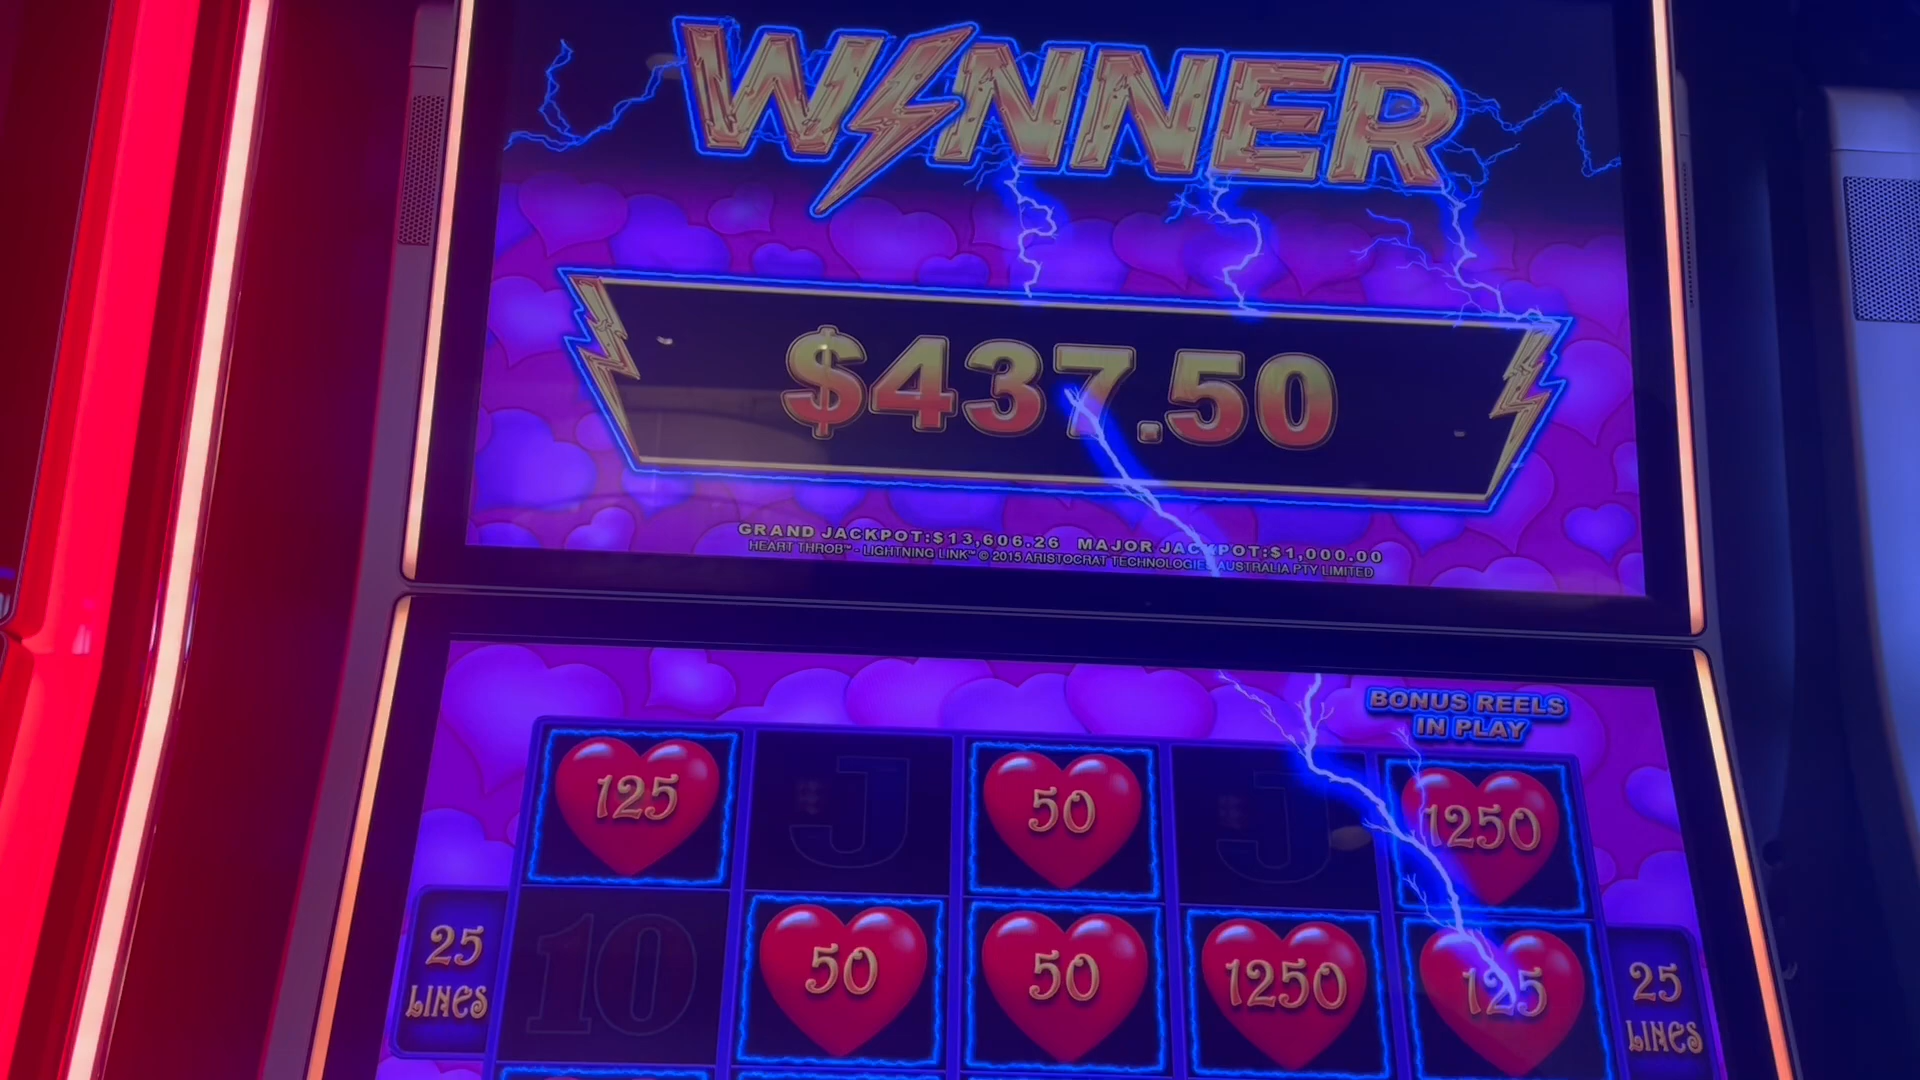 WINNER
$437.50
GRAND JACKPOT:$13,606.26 MAJOR JACKPOT:$1,000.00
HEART THROB™ - LIGHTNING LINK™ © 2015 ARISTOCRAT TECHNOLOGIES AUSTRALIA PTY LIMITED
BONUS REELS
IN PLAY
125 J 50 J 1250
25 LINES
10 50 50 1250 125
25 LINES